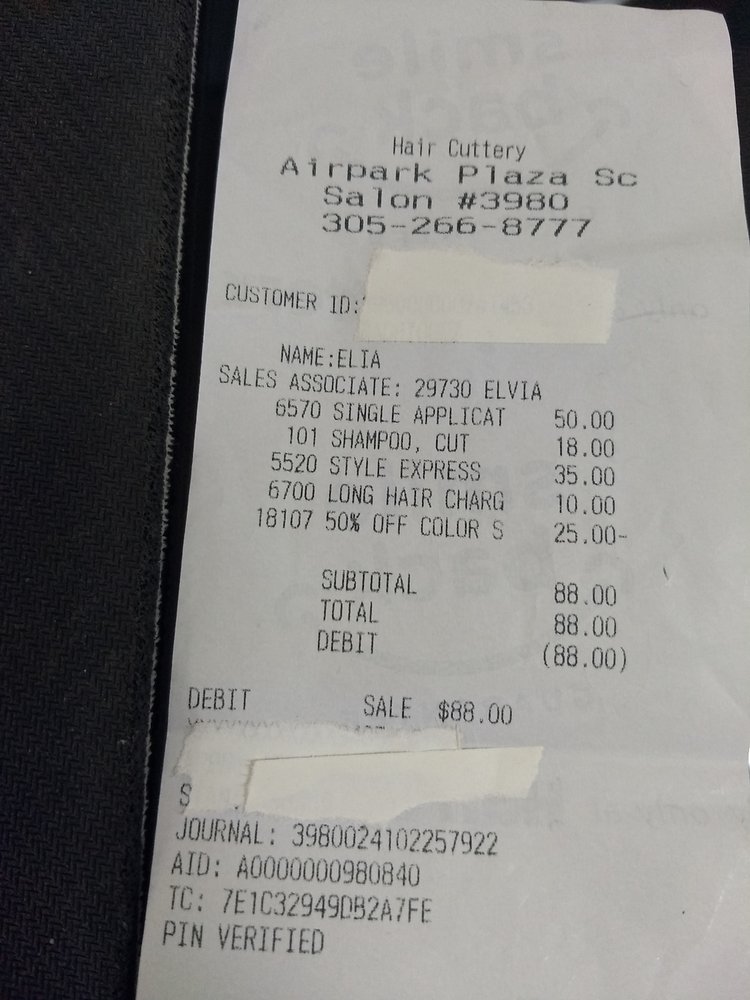 Hair Cuttery
Airpark Plaza Sc
Salon #3980
305-266-8777
CUSTOMER ID:
NAME:ELIA
SALES ASSOCIATE: 29730 ELVIA
6570 SINGLE APPLICAT 50.00
101 SHAMPOO, CUT 18.00
5520 STYLE EXPRESS 35.00
6700 LONG HAIR CHARG 10.00
18107 50% OFF COLOR S 25.00-
SUBTOTAL 88.00
TOTAL 88.00
DEBIT (88.00)
DEBIT SALE $88.00
S
JOURNAL: 3980024102257922
AID: A0000000980840
TC: 7E1C32949DB2A7FE
PIN VERIFIED